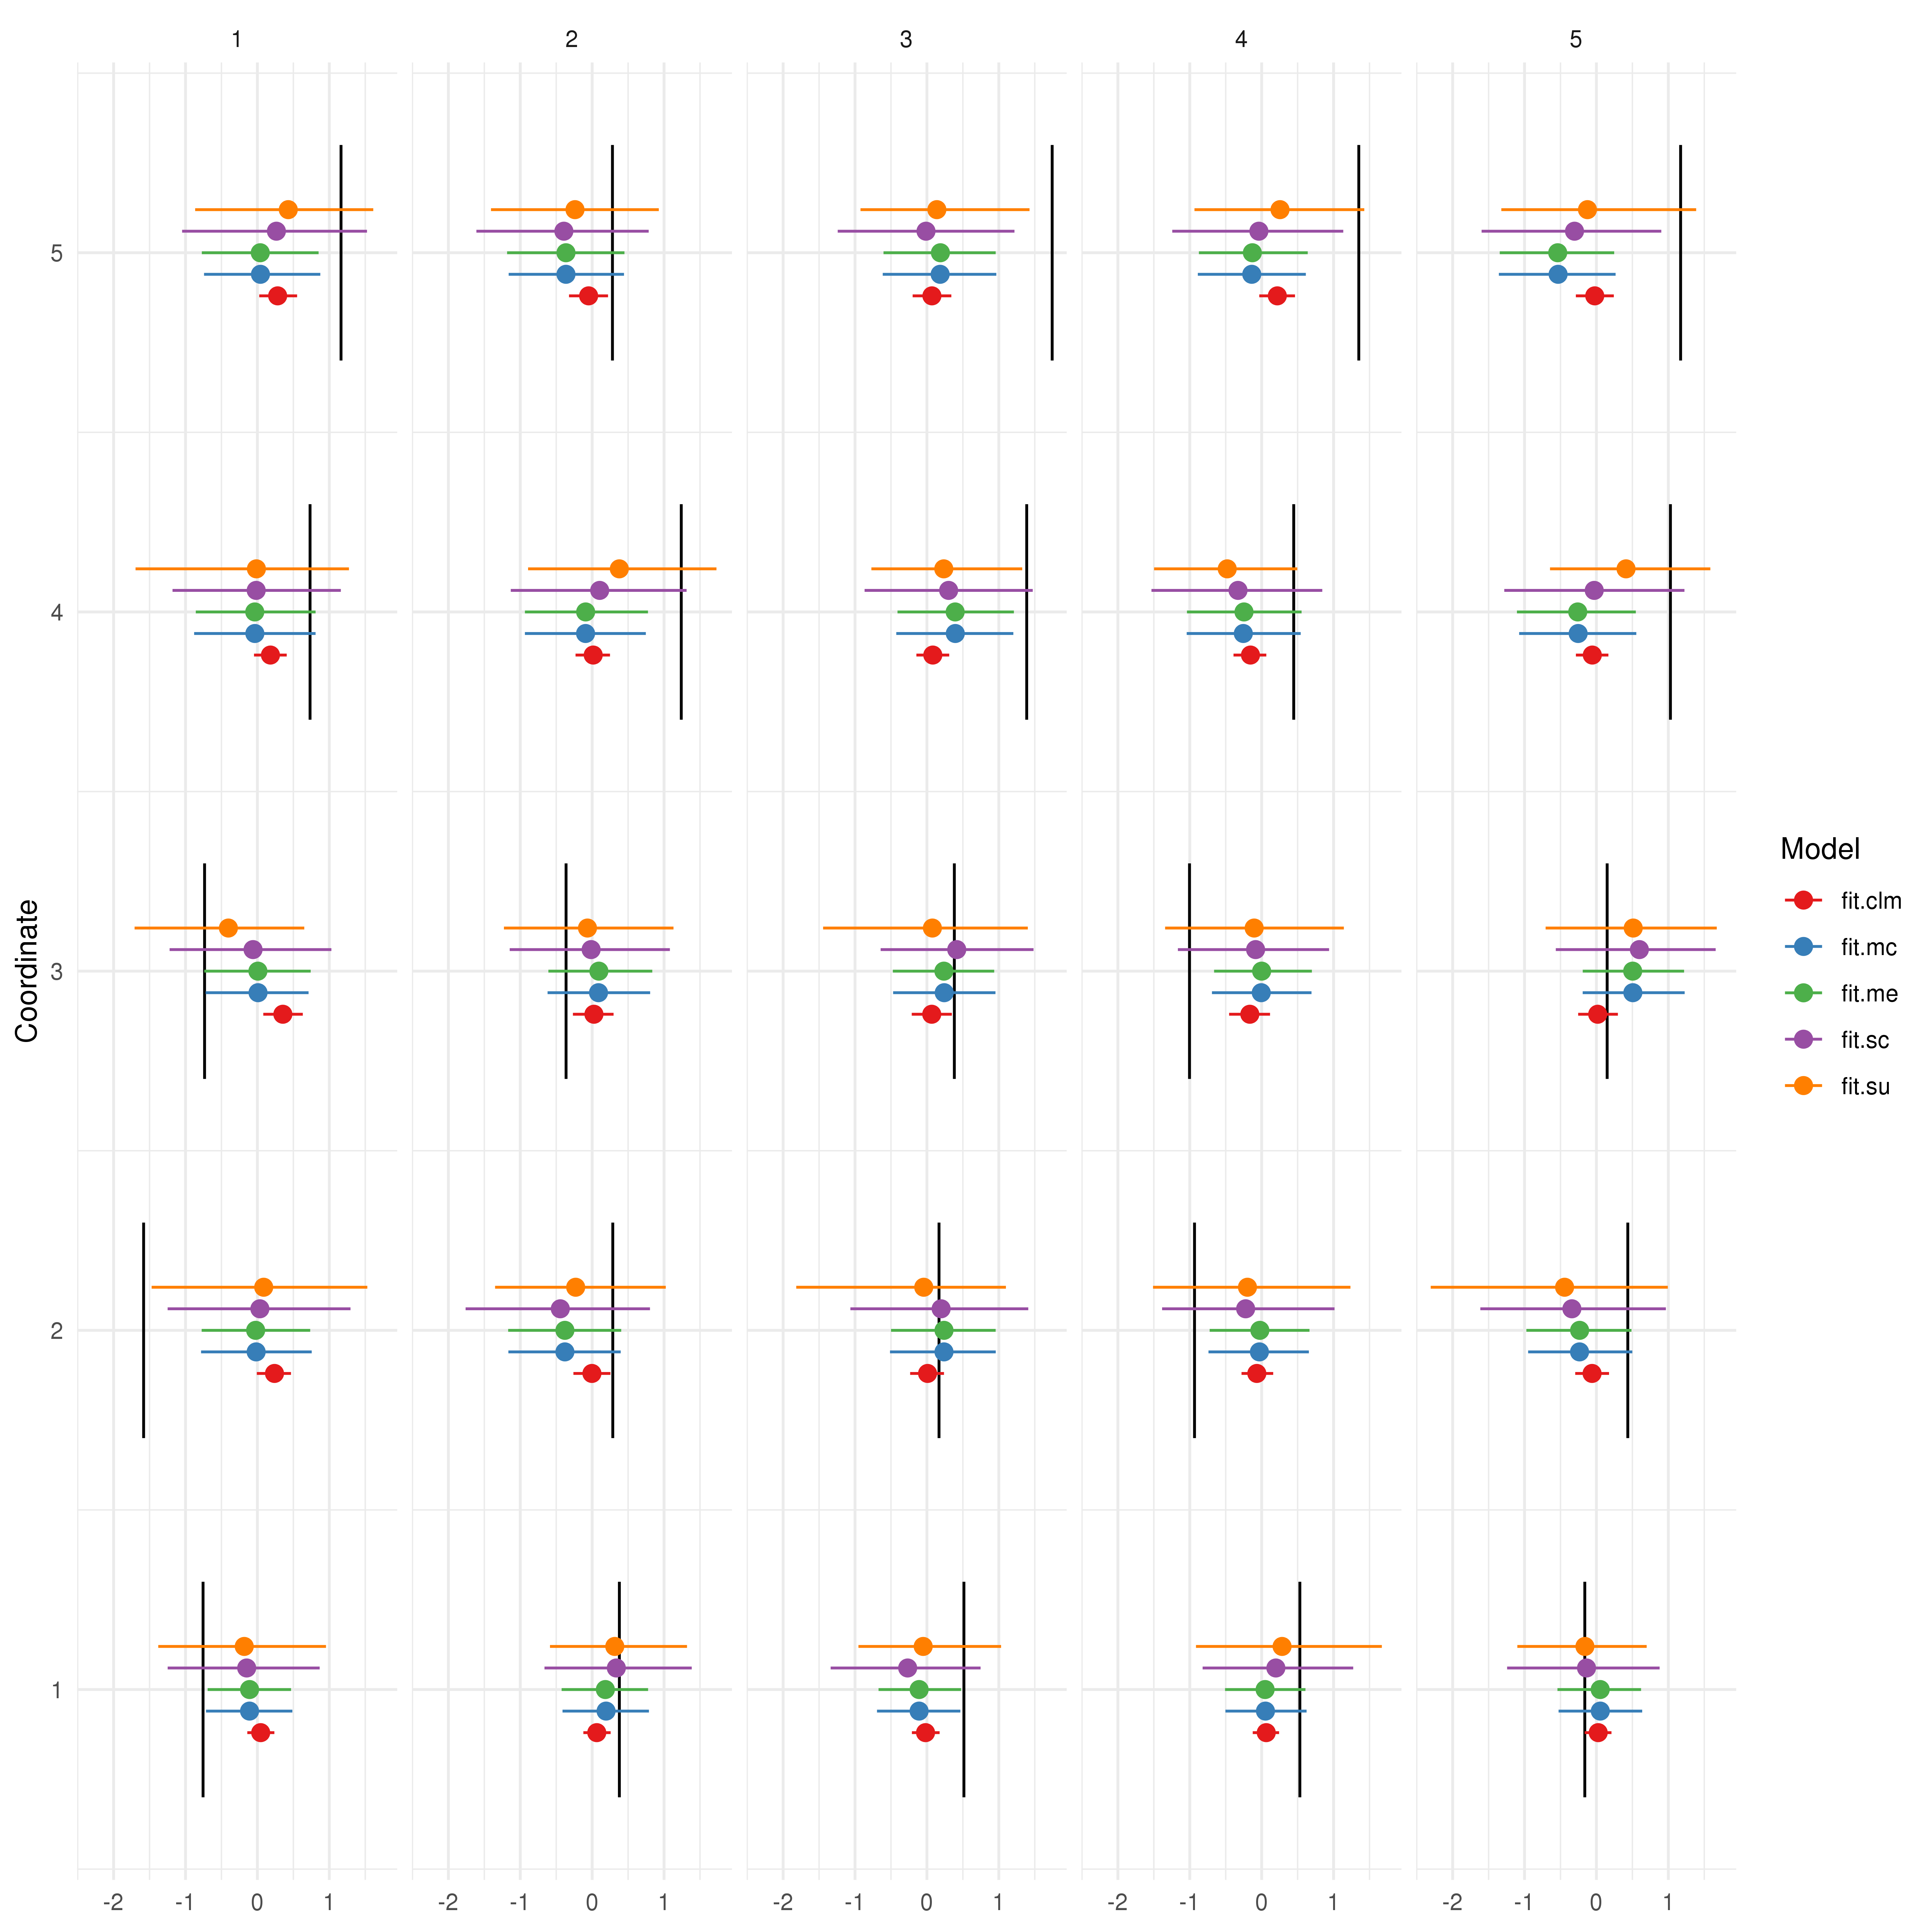 1 2 3 4 5
5
4
3
2
1
Coordinate
-2 -1 0 1 -2 -1 0 1 -2 -1 0 1 -2 -1 0 1 -2 -1 0 1
Model
fit.clm
fit.mc
fit.me
fit.sc
fit.su